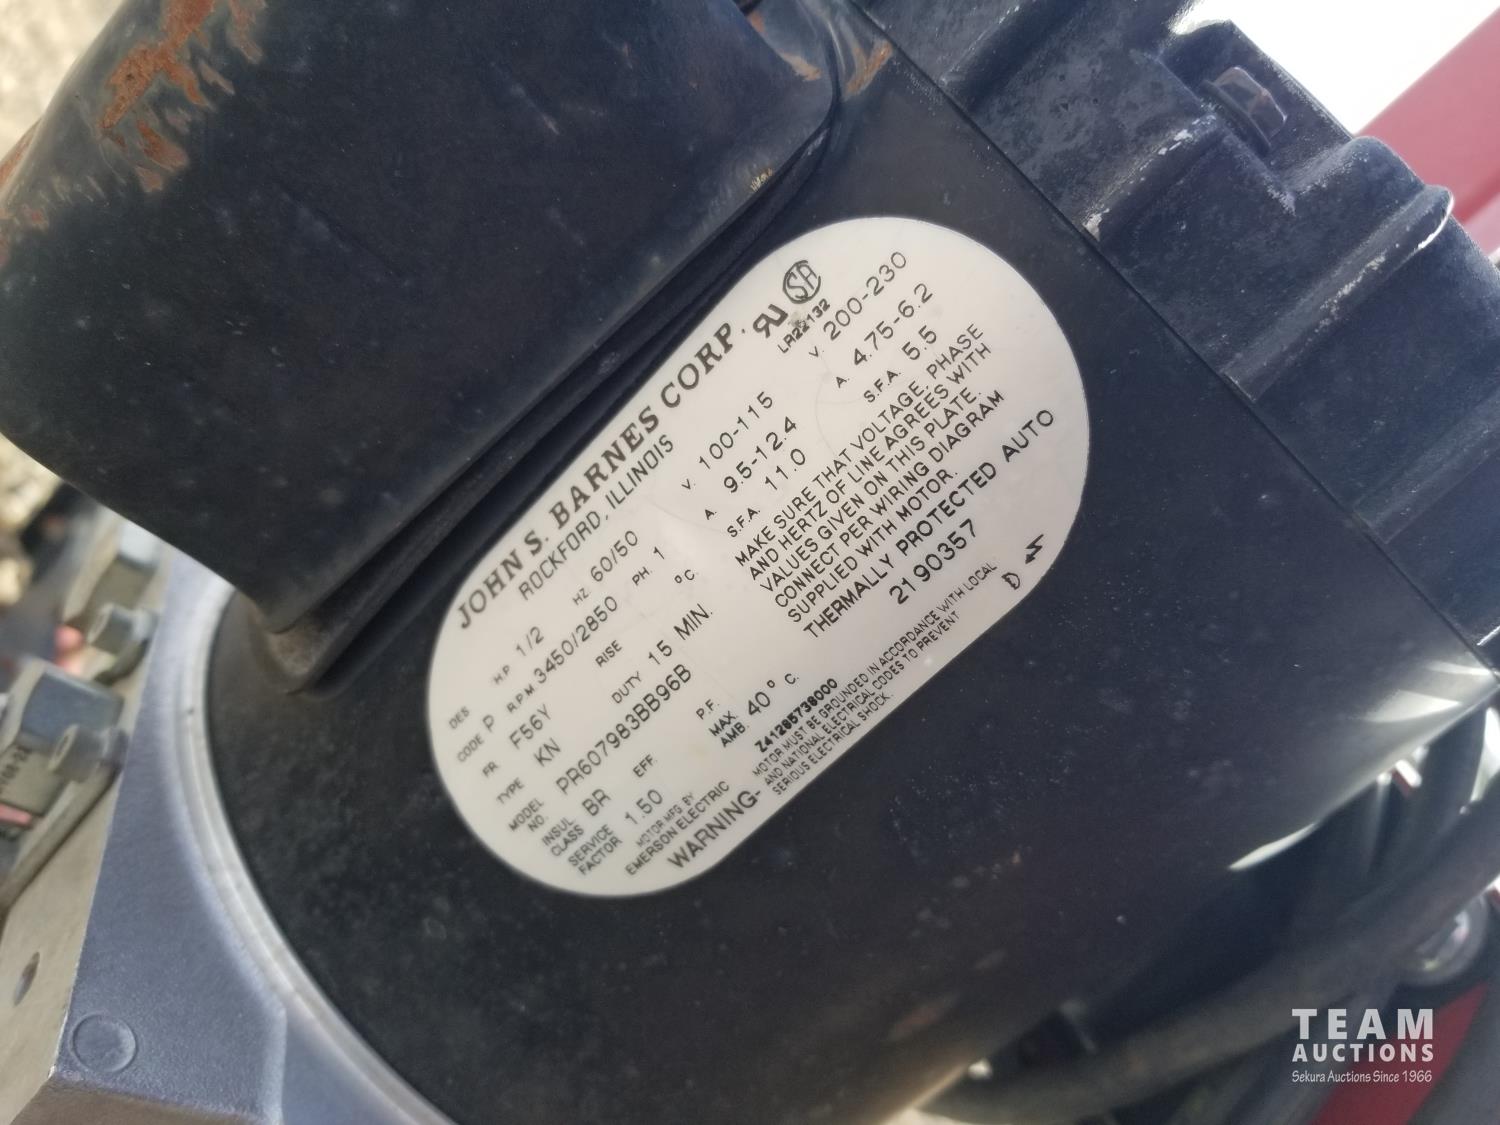 JOHN S. BARNES CORP.
ROCKFORD, ILLINOIS
LR22132
DES H.P. 1/2 HZ. 60/50 V. 100-115 V. 200-230
CODE P R.P.M. 3450/2850 PH. 1 A. 9.5-12.4 A. 4.75-6.2
FR F56Y RISE °C S.F.A. 11.0 S.F.A. 5.5
TYPE KN DUTY 15 MIN.
MODEL NO. PR607983BB96B
INSUL CLASS BR EFF. P.F.
SERVICE FACTOR 1.50 MAX. AMB. 40° C.
MAKE SURE THAT VOLTAGE, PHASE
AND HERTZ OF LINE AGREES WITH
VALUES GIVEN ON THIS PLATE.
CONNECT PER WIRING DIAGRAM
SUPPLIED WITH MOTOR.
THERMALLY PROTECTED AUTO
2190357
MOTOR MFG. BY
EMERSON ELECTRIC
Z41285738000
WARNING-
MOTOR MUST BE GROUNDED IN ACCORDANCE WITH LOCAL
AND NATIONAL ELECTRICAL CODES TO PREVENT
SERIOUS ELECTRICAL SHOCK.
D
TEAM
AUCTIONS
Sekura Auctions Since 1966